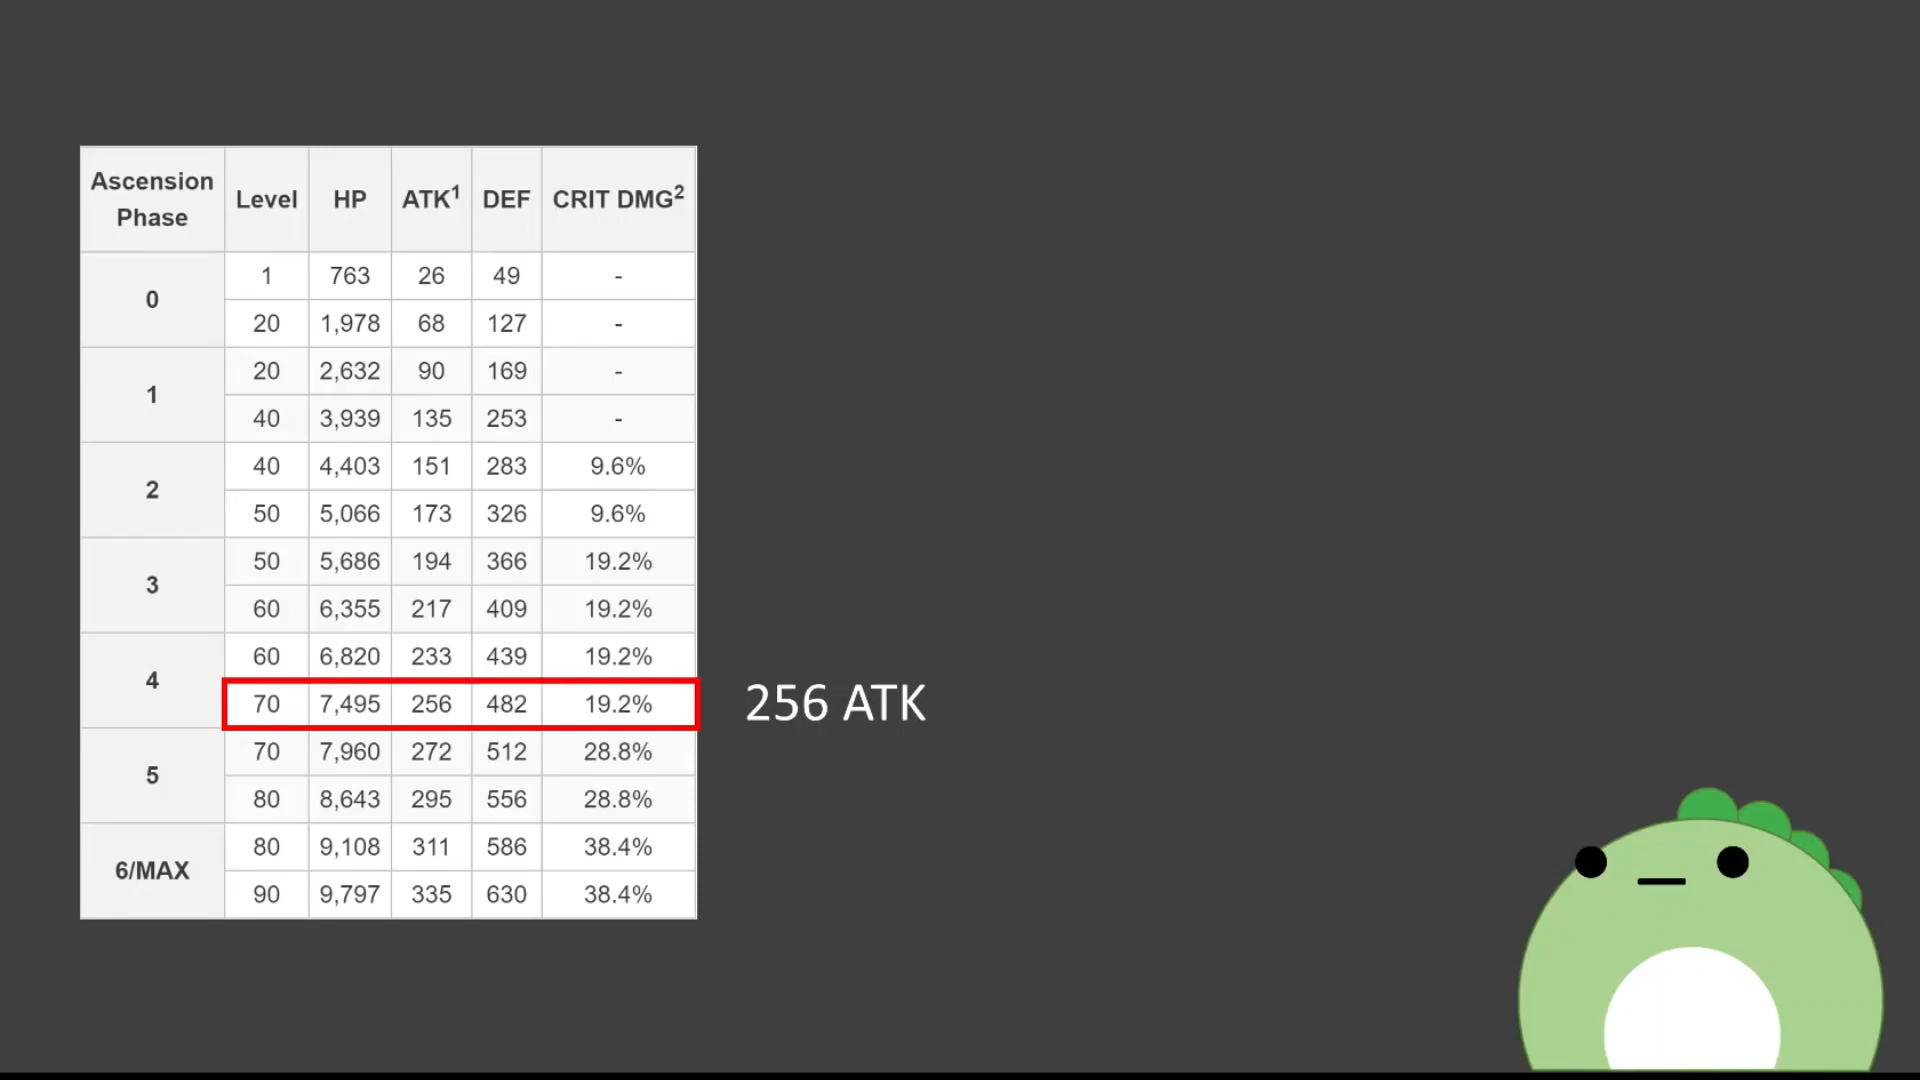 Ascension Phase Level HP ATK1 DEF CRIT DMG2
0 1 763 26 49 -
20 1,978 68 127 -
1 20 2,632 90 169 -
40 3,939 135 253 -
2 40 4,403 151 283 9.6%
50 5,066 173 326 9.6%
3 50 5,686 194 366 19.2%
60 6,355 217 409 19.2%
4 60 6,820 233 439 19.2%
70 7,495 256 482 19.2% 256 ATK
5 70 7,960 272 512 28.8%
80 8,643 295 556 28.8%
6/MAX 80 9,108 311 586 38.4%
90 9,797 335 630 38.4%